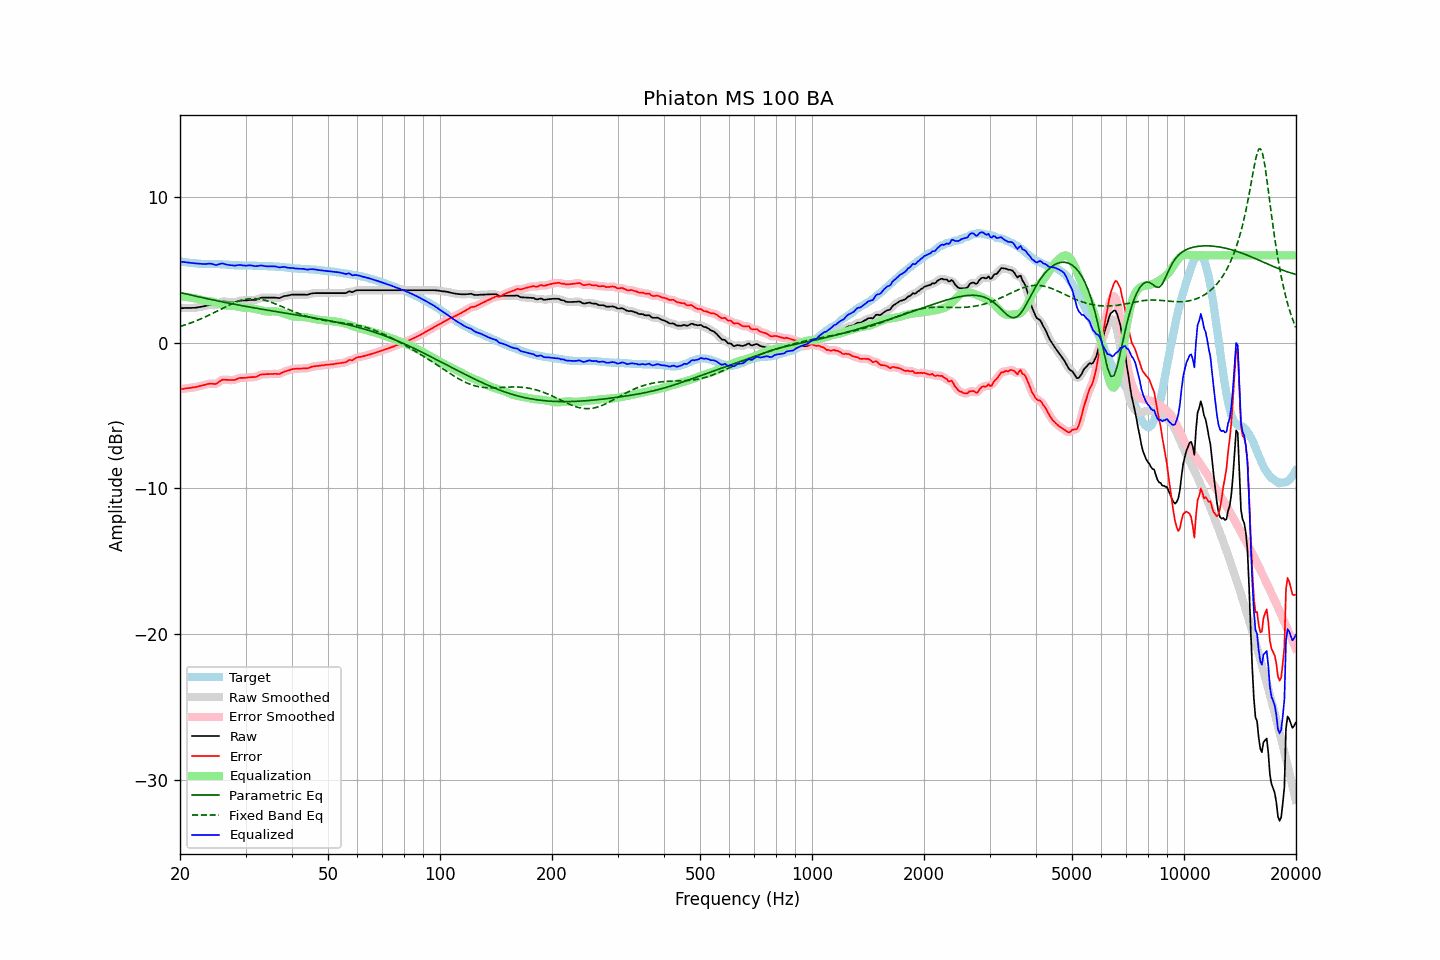 Phiaton MS 100 BA
Amplitude (dBr)
10
0
−10
−20
−30
Target
Raw Smoothed
Error Smoothed
Raw
Error
Equalization
Parametric Eq
Fixed Band Eq
Equalized
20
50
100
200
500
1000
2000
5000
10000
20000
Frequency (Hz)